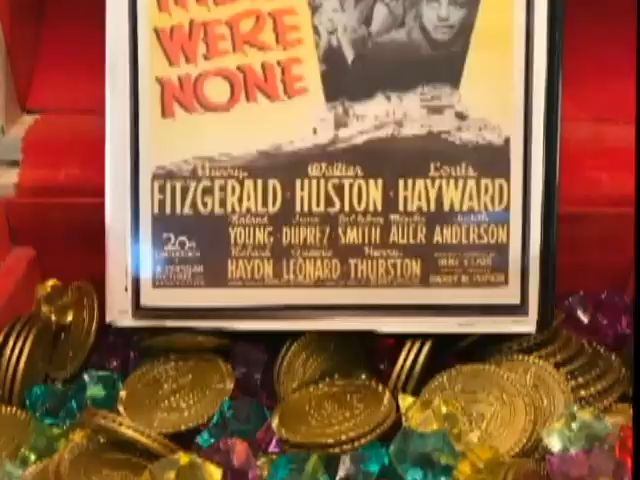 WERE
NONE
Barry Walter Louis
FITZGERALD · HUSTON · HAYWARD
Roland June Mischa Judith
YOUNG · DUPREZ · SMITH · AUER · ANDERSON
Richard Queenie Harry
HAYDN · LEONARD · THURSTON
20th